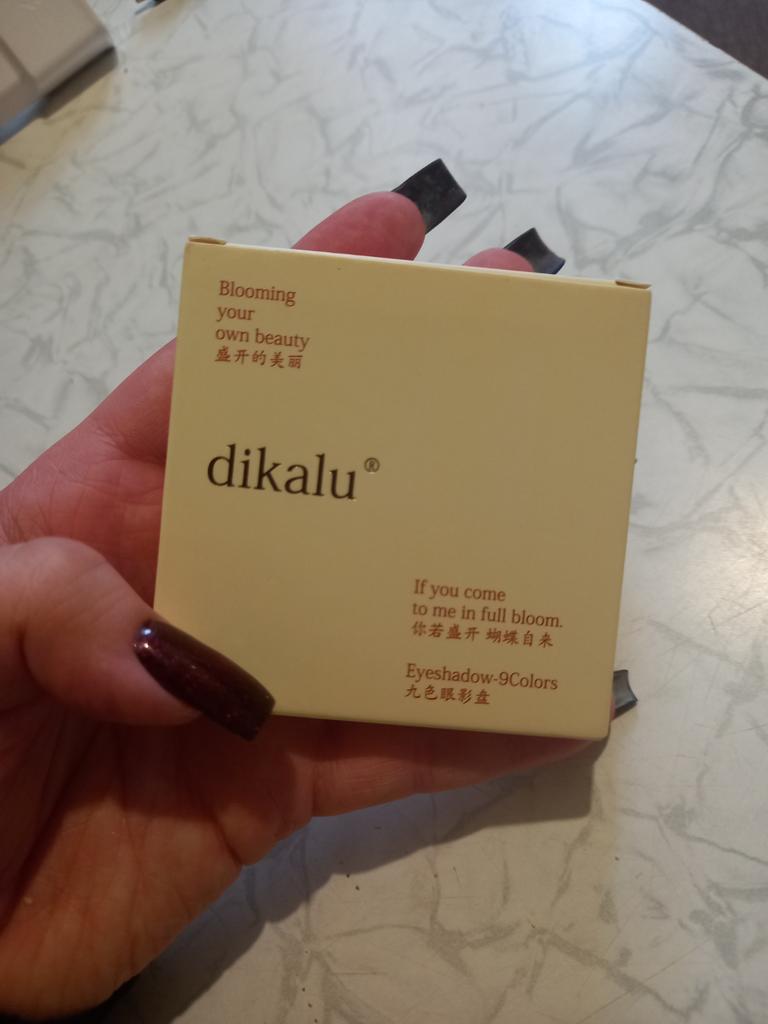 Blooming
your
own beauty
盛开的美丽
dikalu®
If you come
to me in full bloom.
你若盛开 蝴蝶自来
Eyeshadow-9Colors
九色眼影盘